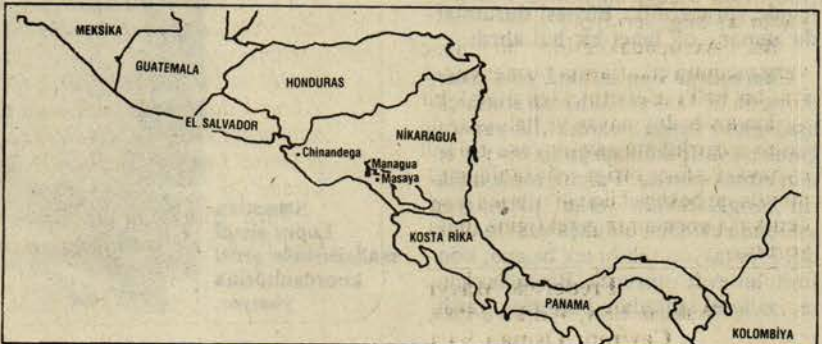 MEKSİKA
GUATEMALA
HONDURAS
EL SALVADOR
NİKARAGUA
Chinandega
Managua
Masaya
KOSTA RİKA
PANAMA
KOLOMBİYA